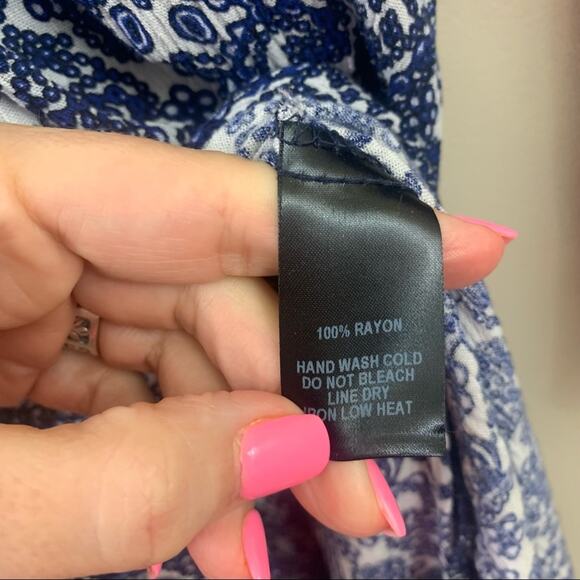 100% RAYON
HAND WASH COLD
DO NOT BLEACH
LINE DRY
IRON LOW HEAT